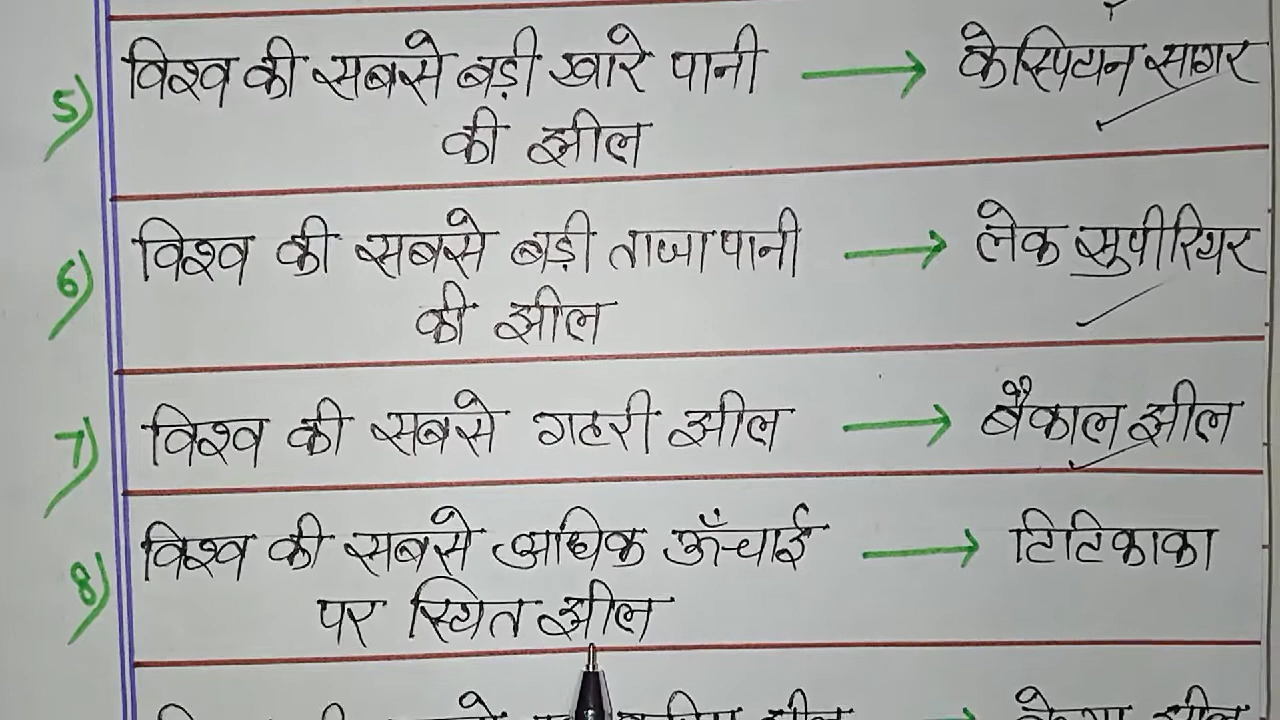 5) विश्व की सबसे बड़ी खारे पानी → केस्पियन सागर
की झील
6) विश्व की सबसे बड़ी ताजा पानी → लेक सुपीरियर
की झील
7) विश्व की सबसे गहरी झील → बैकाल झील
8) विश्व की सबसे अधिक ऊँचाई → टिटिकाका
पर स्थित झील